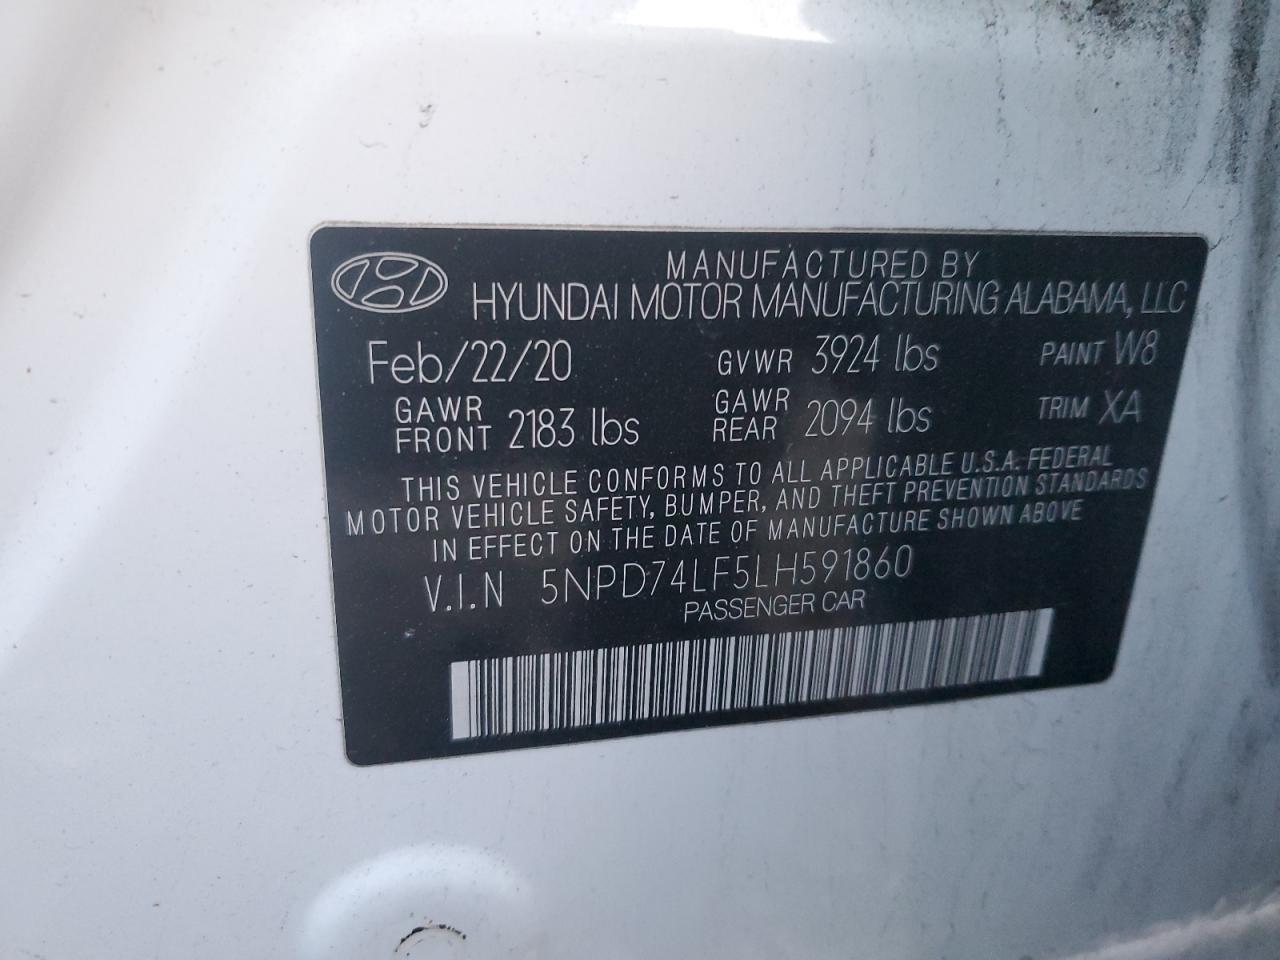 MANUFACTURED BY
HYUNDAI MOTOR MANUFACTURING ALABAMA, LLC
Feb/22/20 GVWR 3924 lbs PAINT W8
GAWR FRONT 2183 lbs GAWR REAR 2094 lbs TRIM XA
THIS VEHICLE CONFORMS TO ALL APPLICABLE U.S.A. FEDERAL
MOTOR VEHICLE SAFETY, BUMPER, AND THEFT PREVENTION STANDARDS
IN EFFECT ON THE DATE OF MANUFACTURE SHOWN ABOVE
V.I.N 5NPD74LF5LH591860
PASSENGER CAR